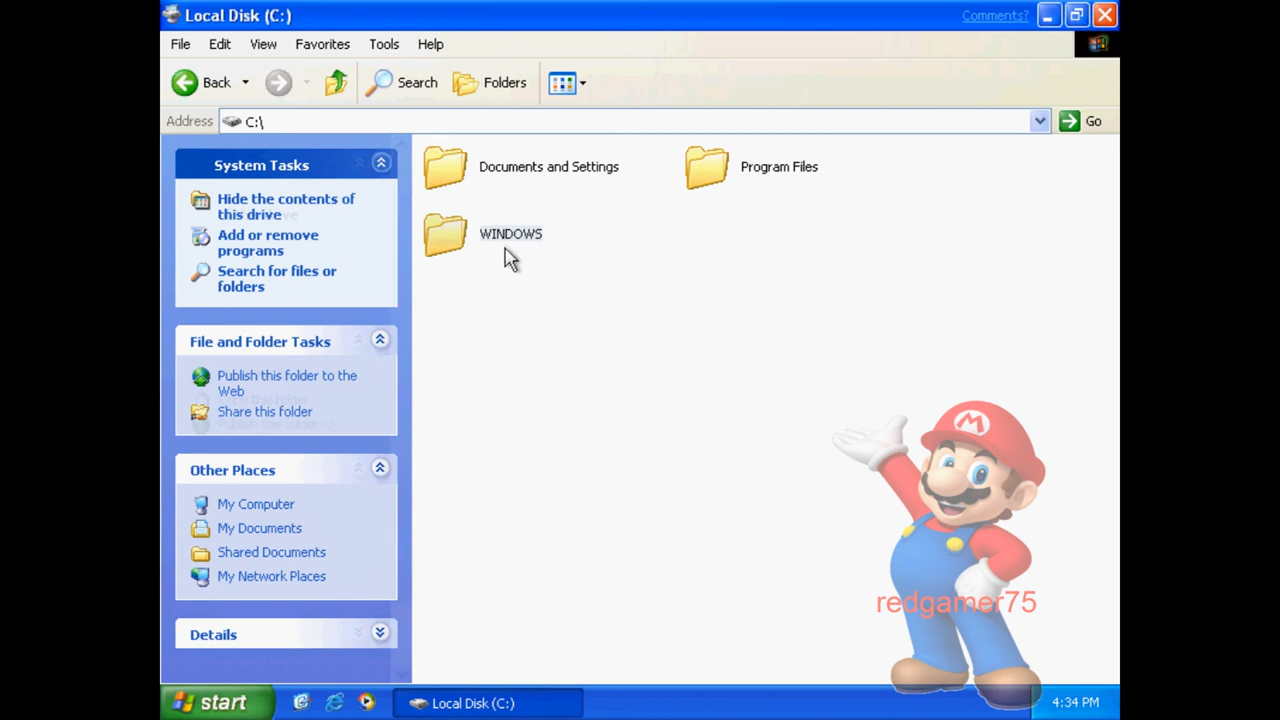 Local Disk (C:)
Comments?
File Edit View Favorites Tools Help
Back Search Folders
Address C:\ Go
System Tasks
Hide the contents of
this drive
Add or remove
programs
Search for files or
folders
File and Folder Tasks
Publish this folder to the
Web
Share this folder
Other Places
My Computer
My Documents
Shared Documents
My Network Places
Details
Documents and Settings
Program Files
WINDOWS
M
redgamer75
start
Local Disk (C:)
4:34 PM